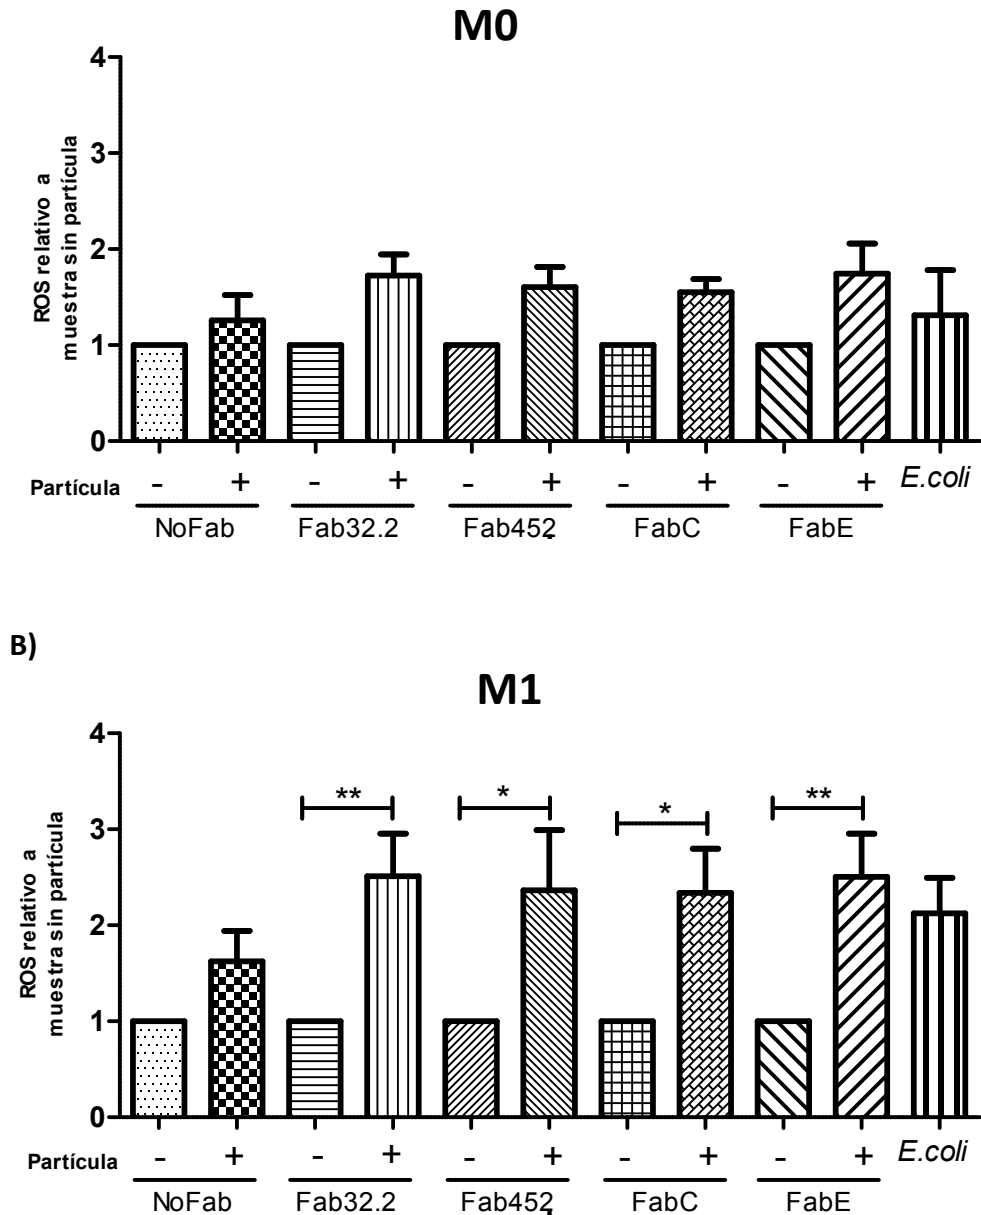 M0
4
3
2
1
0
ROS relativo a
muestra sin partícula
Partícula - + - + - + - + - + E.coli
NoFab Fab32.2 Fab452 FabC FabE
B)
M1
4
3
2
1
0
ROS relativo a
muestra sin partícula
** * * **
Partícula - + - + - + - + - + E.coli
NoFab Fab32.2 Fab452 FabC FabE